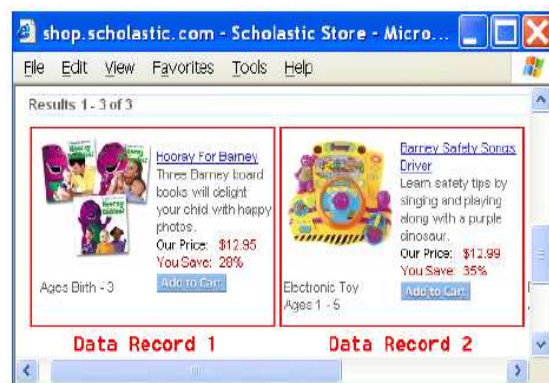 shop.scholastic.com - Scholastic Store - Micro...
File Edit View Favorites Tools Help
Results 1 - 3 of 3
Hooray For Barney
Three Barney board
books will delight
your child with happy
photos.
Our Price: $12.95
You Save: 28%
Add to Cart
Ages Birth - 3
Barney Safety Songs
Driver
Learn safety tips by
singing and playing
along with a purple
dinosaur.
Our Price: $12.99
You Save: 35%
Add to Cart
Electronic Toy
Ages 1 - 5
Data Record 1
Data Record 2